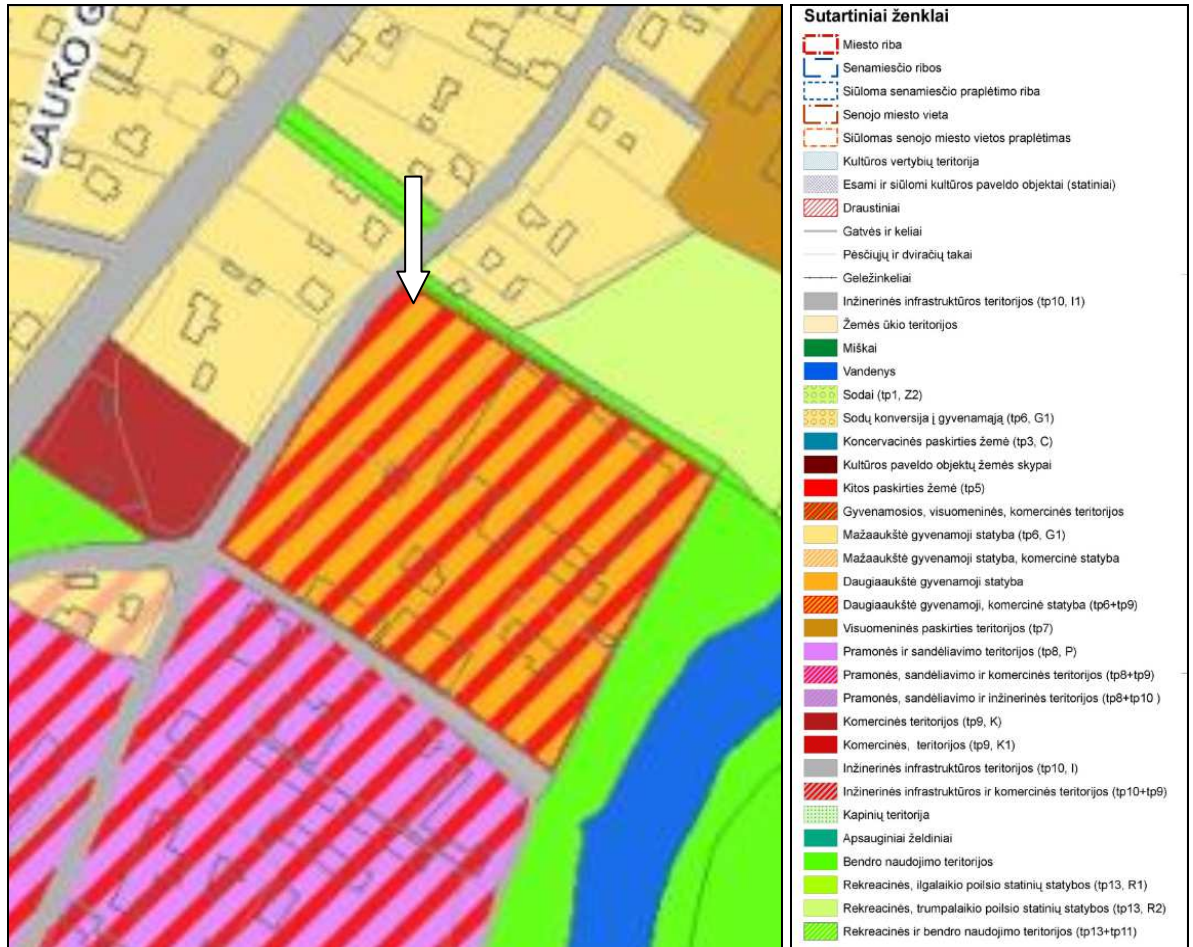 LAUKO G
Sutartiniai ženklai
Miesto riba
Senamiesčio ribos
Siūloma senamiesčio praplėtimo riba
Senojo miesto vieta
Siūlomas senojo miesto vietos praplėtimas
Kultūros vertybių teritorija
Esami ir siūlomi kultūros paveldo objektai (statiniai)
Draustiniai
Gatvės ir keliai
Pėsčiųjų ir dviračių takai
Geležinkeliai
Inžinerinės infrastruktūros teritorijos (tp10, I1)
Žemės ūkio teritorijos
Miškai
Vandenys
Sodai (tp1, Z2)
Sodų konversija į gyvenamąją (tp6, G1)
Koncervacinės paskirties žemė (tp3, C)
Kultūros paveldo objektų žemės skypai
Kitos paskirties žemė (tp5)
Gyvenamosios, visuomeninės, komercinės teritorijos
Mažaaukštė gyvenamoji statyba (tp6, G1)
Mažaaukštė gyvenamoji statyba, komercinė statyba
Daugiaaukštė gyvenamoji statyba
Daugiaaukštė gyvenamoji, komercinė statyba (tp6+tp9)
Visuomeninės paskirties teritorijos (tp7)
Pramonės ir sandėliavimo teritorijos (tp8, P)
Pramonės, sandėliavimo ir komercinės teritorijos (tp8+tp9)
Pramonės, sandėliavimo ir inžinerinės teritorijos (tp8+tp10 )
Komercinės teritorijos (tp9, K)
Komercinės, teritorijos (tp9, K1)
Inžinerinės infrastruktūros teritorijos (tp10, I)
Inžinerinės infrastruktūros ir komercinės teritorijos (tp10+tp9)
Kapinių teritorija
Apsauginiai želdiniai
Bendro naudojimo teritorijos
Rekreacinės, ilgalaikio poilsio statinių statybos (tp13, R1)
Rekreacinės, trumpalaikio poilsio statinių statybos (tp13, R2)
Rekreacinės ir bendro naudojimo teritorijos (tp13+tp11)